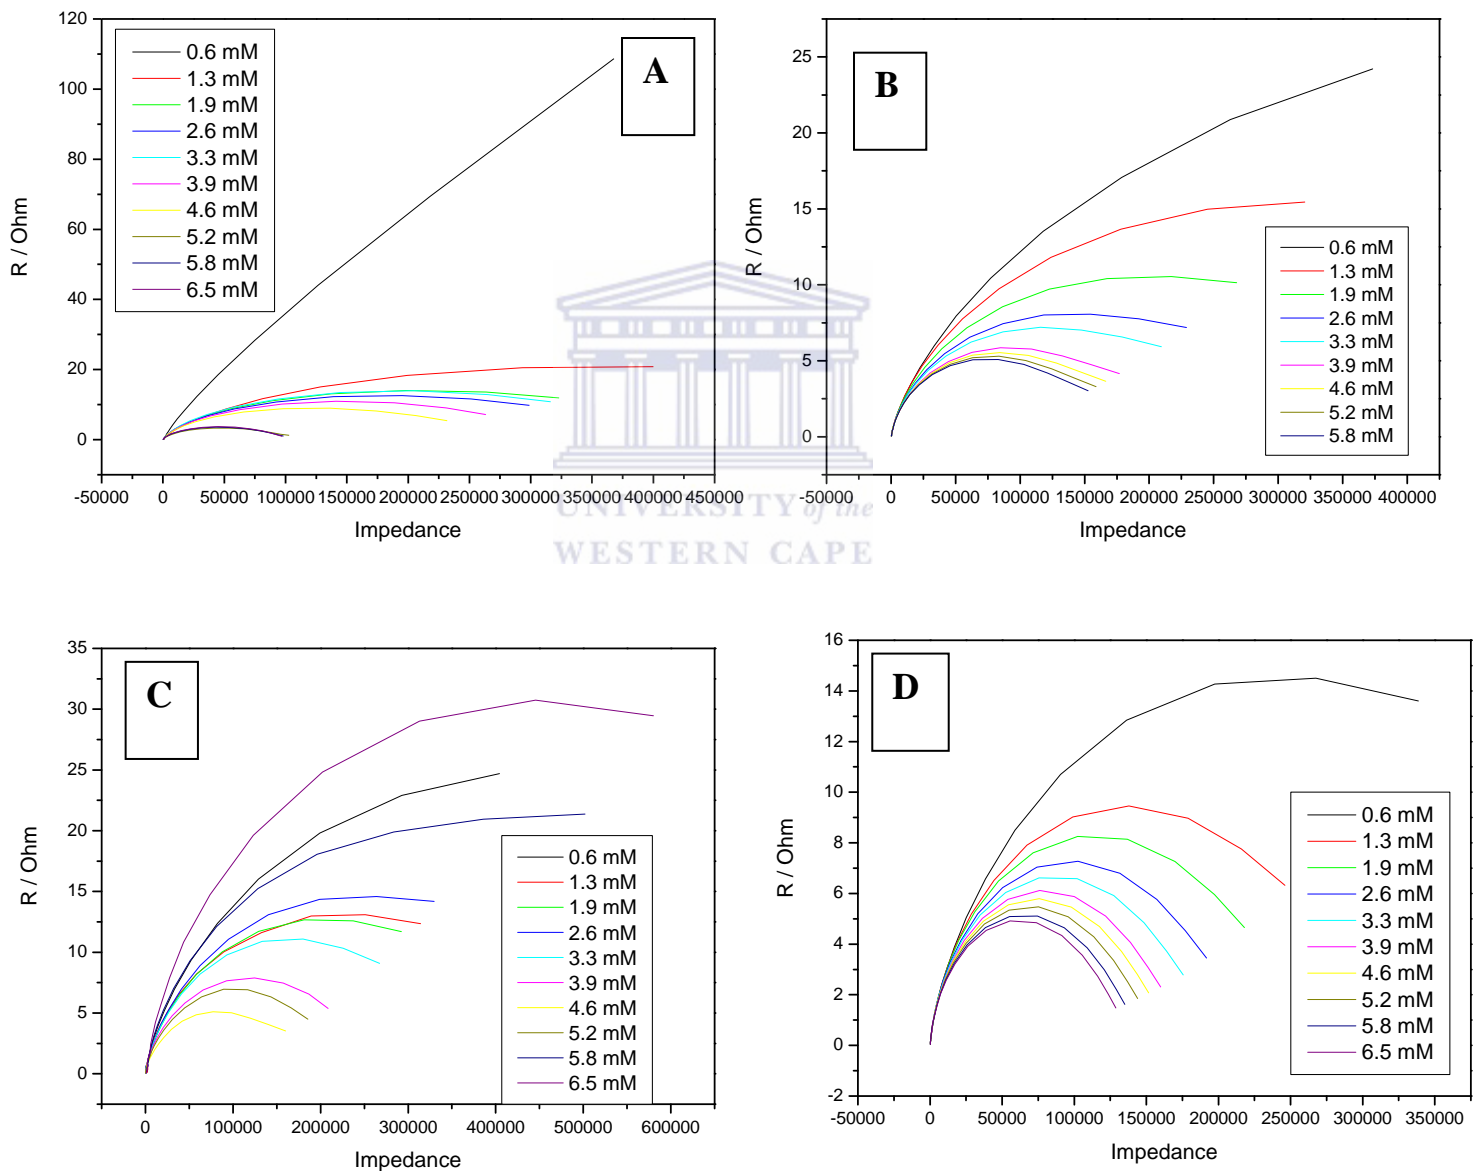 120
100
80
60
40
20
0
R / Ohm
0.6 mM
1.3 mM
1.9 mM
2.6 mM
3.3 mM
3.9 mM
4.6 mM
5.2 mM
5.8 mM
6.5 mM
A
-50000 0 50000 100000 150000 200000 250000 300000 350000 400000 450000
Impedance
25
20
15
10
5
0
R / Ohm
B
0.6 mM
1.3 mM
1.9 mM
2.6 mM
3.3 mM
3.9 mM
4.6 mM
5.2 mM
5.8 mM
-50000 0 50000 100000 150000 200000 250000 300000 350000 400000
Impedance
UNIVERSITY of the
WESTERN CAPE
35
30
25
20
15
10
5
0
R / Ohm
C
0.6 mM
1.3 mM
1.9 mM
2.6 mM
3.3 mM
3.9 mM
4.6 mM
5.2 mM
5.8 mM
6.5 mM
0 100000 200000 300000 400000 500000 600000
Impedance
16
14
12
10
8
6
4
2
0
-2
R / Ohm
D
0.6 mM
1.3 mM
1.9 mM
2.6 mM
3.3 mM
3.9 mM
4.6 mM
5.2 mM
5.8 mM
6.5 mM
-50000 0 50000 100000 150000 200000 250000 300000 350000
Impedance